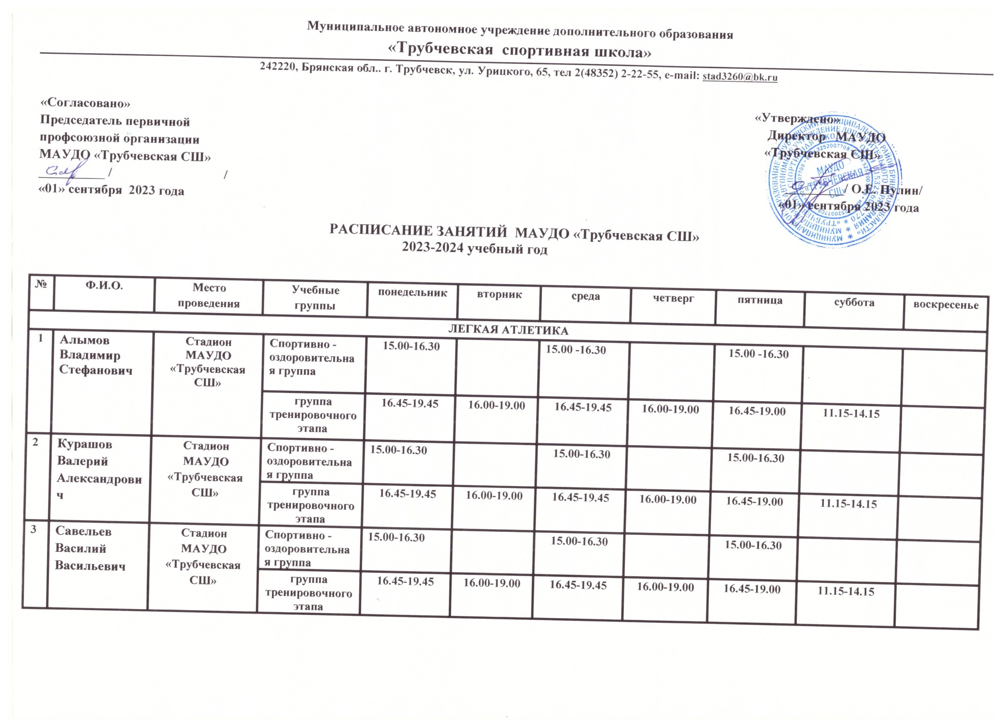 Муниципальное автономное учреждение дополнительного образования
«Трубчевская спортивная школа»
242220, Брянская обл.. г. Трубчевск, ул. Урицкого, 65, тел 2(48352) 2-22-55, e-mail: stad3260@bk.ru
«Согласовано»
Председатель первичной
профсоюзной организации
МАУДО «Трубчевская СШ»
___________ / /
«01» сентября 2023 года
«Утверждено»
Директор МАУДО
«Трубчевская СШ»
__________/ О.Е. Пулин/
«01» сентября 2023 года
МАУДО
«ТРУБЧЕВСКАЯ
СШ»
РАСПИСАНИЕ ЗАНЯТИЙ МАУДО «Трубчевская СШ»
2023-2024 учебный год
№ Ф.И.О. Место Учебные понедельник вторник среда четверг пятница суббота воскресенье
проведения группы
ЛЕГКАЯ АТЛЕТИКА
1 Алымов Стадион Спортивно - 15.00-16.30 15.00 -16.30 15.00 -16.30
Владимир МАУДО оздоровительна
Стефанович «Трубчевская я группа
СШ»
группа 16.45-19.45 16.00-19.00 16.45-19.45 16.00-19.00 16.45-19.00 11.15-14.15
тренировочного
этапа
2 Курашов Стадион Спортивно - 15.00-16.30 15.00-16.30 15.00-16.30
Валерий МАУДО оздоровительна
Александрови «Трубчевская я группа
ч СШ» группа 16.45-19.45 16.00-19.00 16.45-19.45 16.00-19.00 16.45-19.00 11.15-14.15
тренировочного
этапа
3 Савельев Стадион Спортивно - 15.00-16.30 15.00-16.30 15.00-16.30
Василий МАУДО оздоровительна
Васильевич «Трубчевская я группа
СШ» группа 16.45-19.45 16.00-19.00 16.45-19.45 16.00-19.00 16.45-19.00 11.15-14.15
тренировочного
этапа